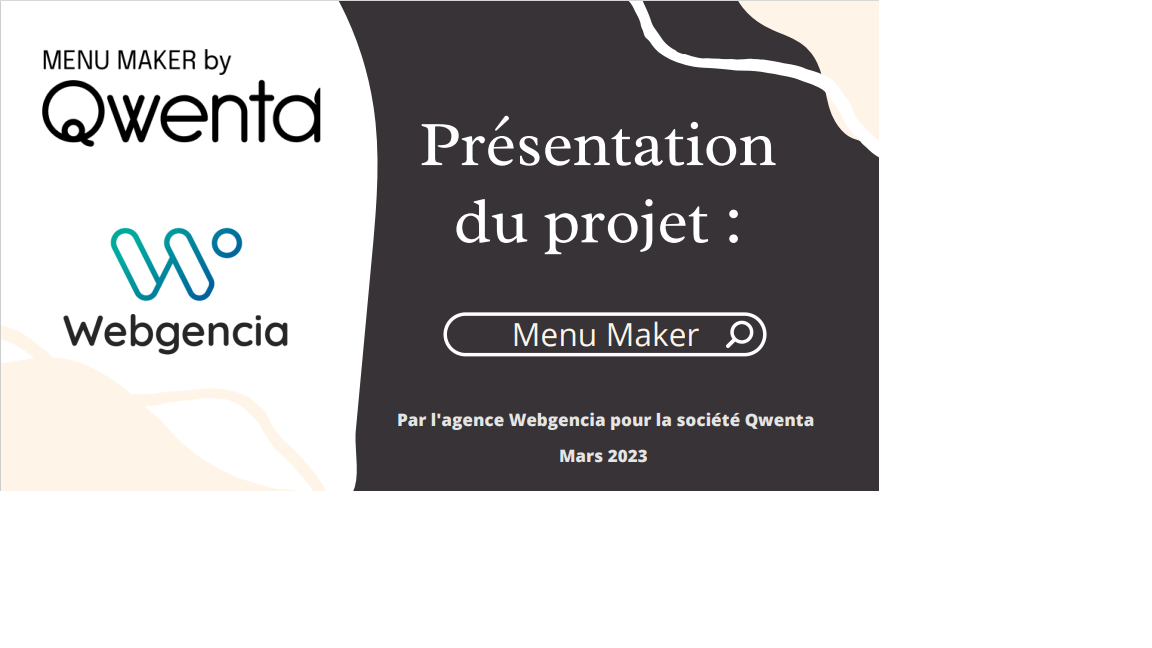 MENU MAKER by
Qwenta
Webgencia
Présentation
du projet :
Menu Maker
Par l'agence Webgencia pour la société Qwenta
Mars 2023